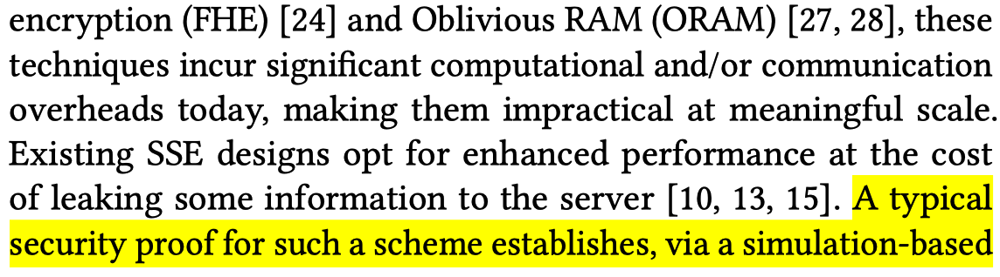 encryption (FHE) [24] and Oblivious RAM (ORAM) [27, 28], these
techniques incur significant computational and/or communication
overheads today, making them impractical at meaningful scale.
Existing SSE designs opt for enhanced performance at the cost
of leaking some information to the server [10, 13, 15]. A typical
security proof for such a scheme establishes, via a simulation-based